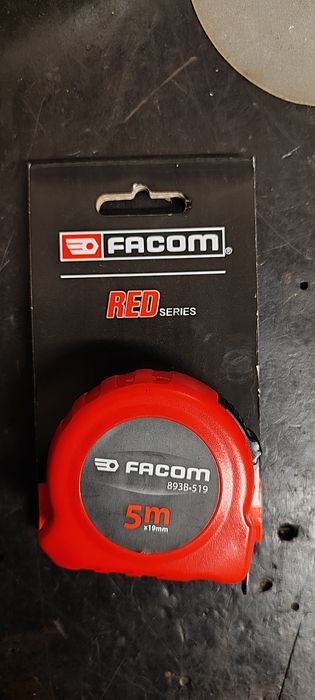 FACOM®
RED SERIES
FACOM
893B-519
5m
x19mm